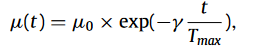 μ(t) = μ₀ × exp(−γ t/Tₘₐₓ),